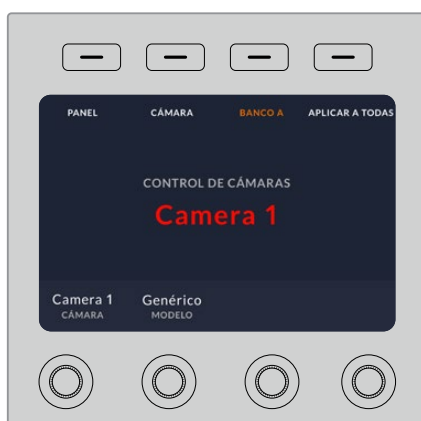 PANEL CÁMARA BANCO A APLICAR A TODAS
CONTROL DE CÁMARAS
Camera 1
Camera 1 Genérico
CÁMARA MODELO